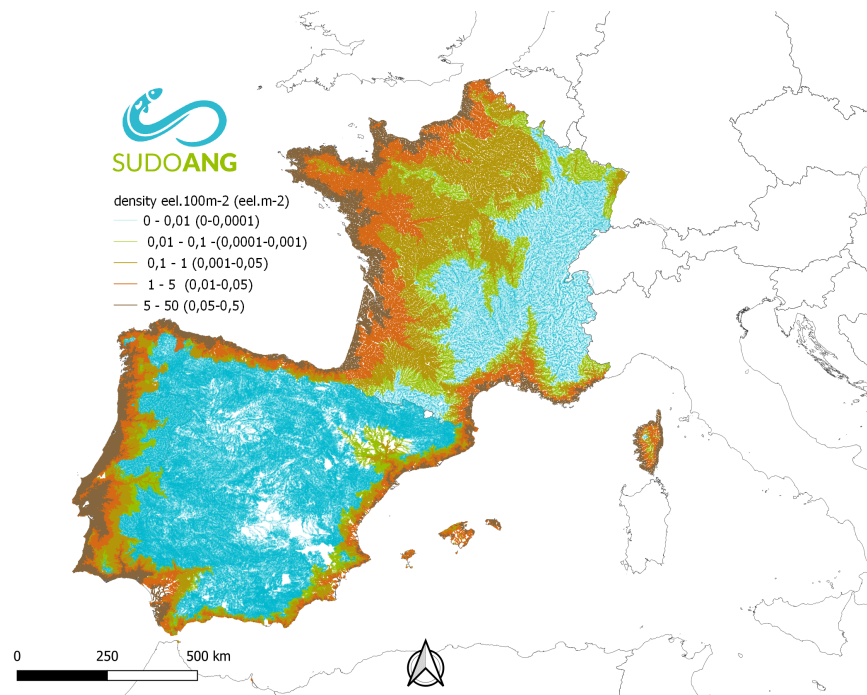 SUDOANG
density eel.100m-2 (eel.m-2)
0 - 0,01 (0-0,0001)
0,01 - 0,1 -(0,0001-0,001)
0,1 - 1 (0,001-0,05)
1 - 5 (0,01-0,05)
5 - 50 (0,05-0,5)
0 250 500 km